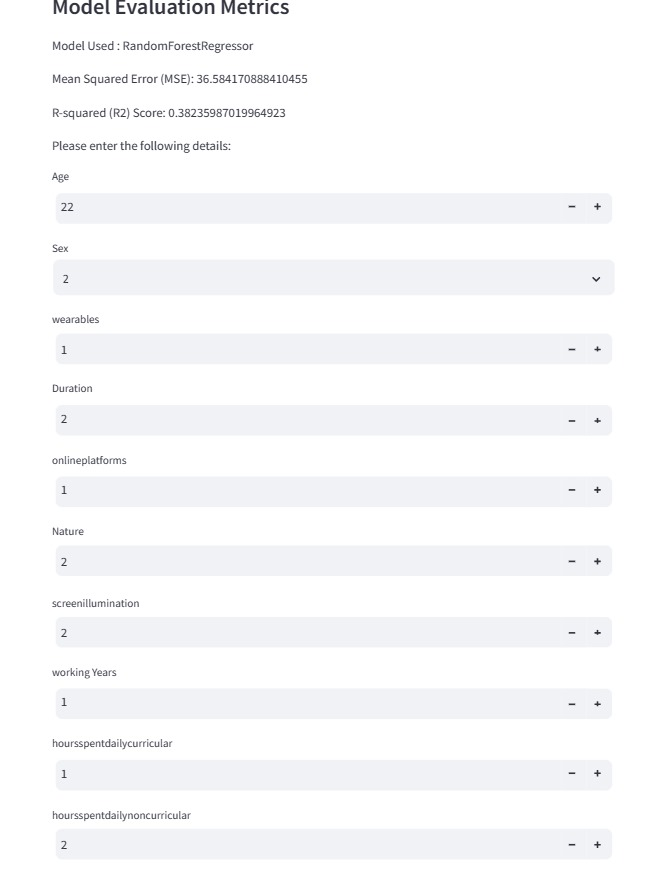 Model Evaluation Metrics
Model Used : RandomForestRegressor
Mean Squared Error (MSE): 36.584170888410455
R-squared (R2) Score: 0.38235987019964923
Please enter the following details:
Age
22
Sex
2
wearables
1
Duration
2
onlineplatforms
1
Nature
2
screenillumination
2
working Years
1
hoursspentdailycurricular
1
hoursspentdailynoncurricular
2